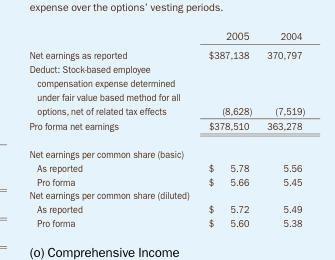 expense over the options' vesting periods.
2005 2004
Net earnings as reported $387,138 370,797
Deduct: Stock-based employee
compensation expense determined
under fair value based method for all
options, net of related tax effects (8,628) (7,519)
Pro forma net earnings $378,510 363,278
Net earnings per common share (basic)
As reported $ 5.78 5.56
Pro forma $ 5.66 5.45
Net earnings per common share (diluted)
As reported $ 5.72 5.49
Pro forma $ 5.60 5.38
(o) Comprehensive Income